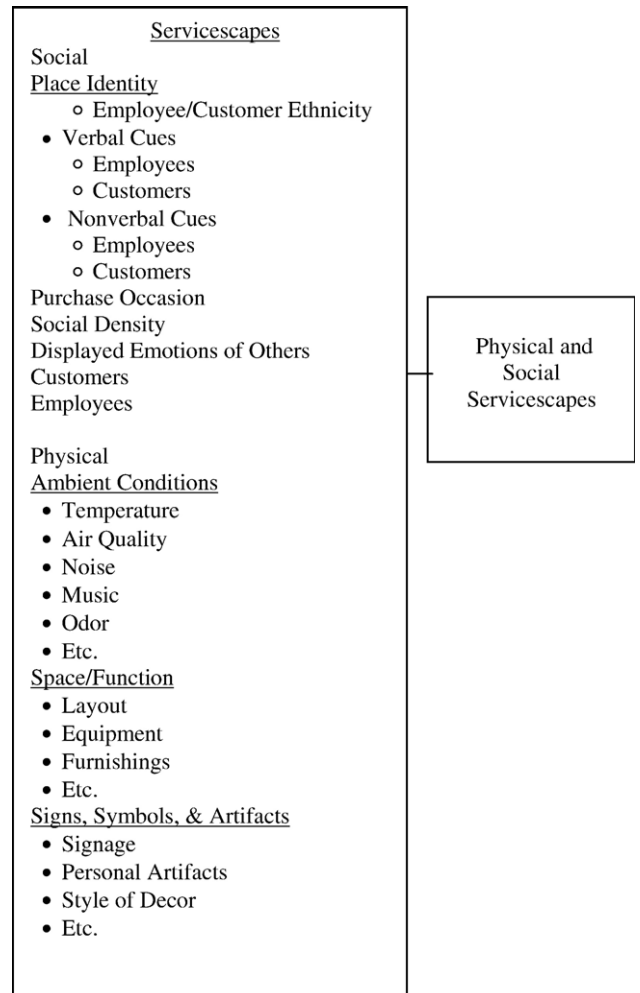 Servicescapes
Social
Place Identity
Employee/Customer Ethnicity
Verbal Cues
Employees
Customers
Nonverbal Cues
Employees
Customers
Purchase Occasion
Social Density
Displayed Emotions of Others
Customers
Employees
Physical
Ambient Conditions
Temperature
Air Quality
Noise
Music
Odor
Etc.
Space/Function
Layout
Equipment
Furnishings
Etc.
Signs, Symbols, & Artifacts
Signage
Personal Artifacts
Style of Decor
Etc.
Physical and
Social
Servicescapes